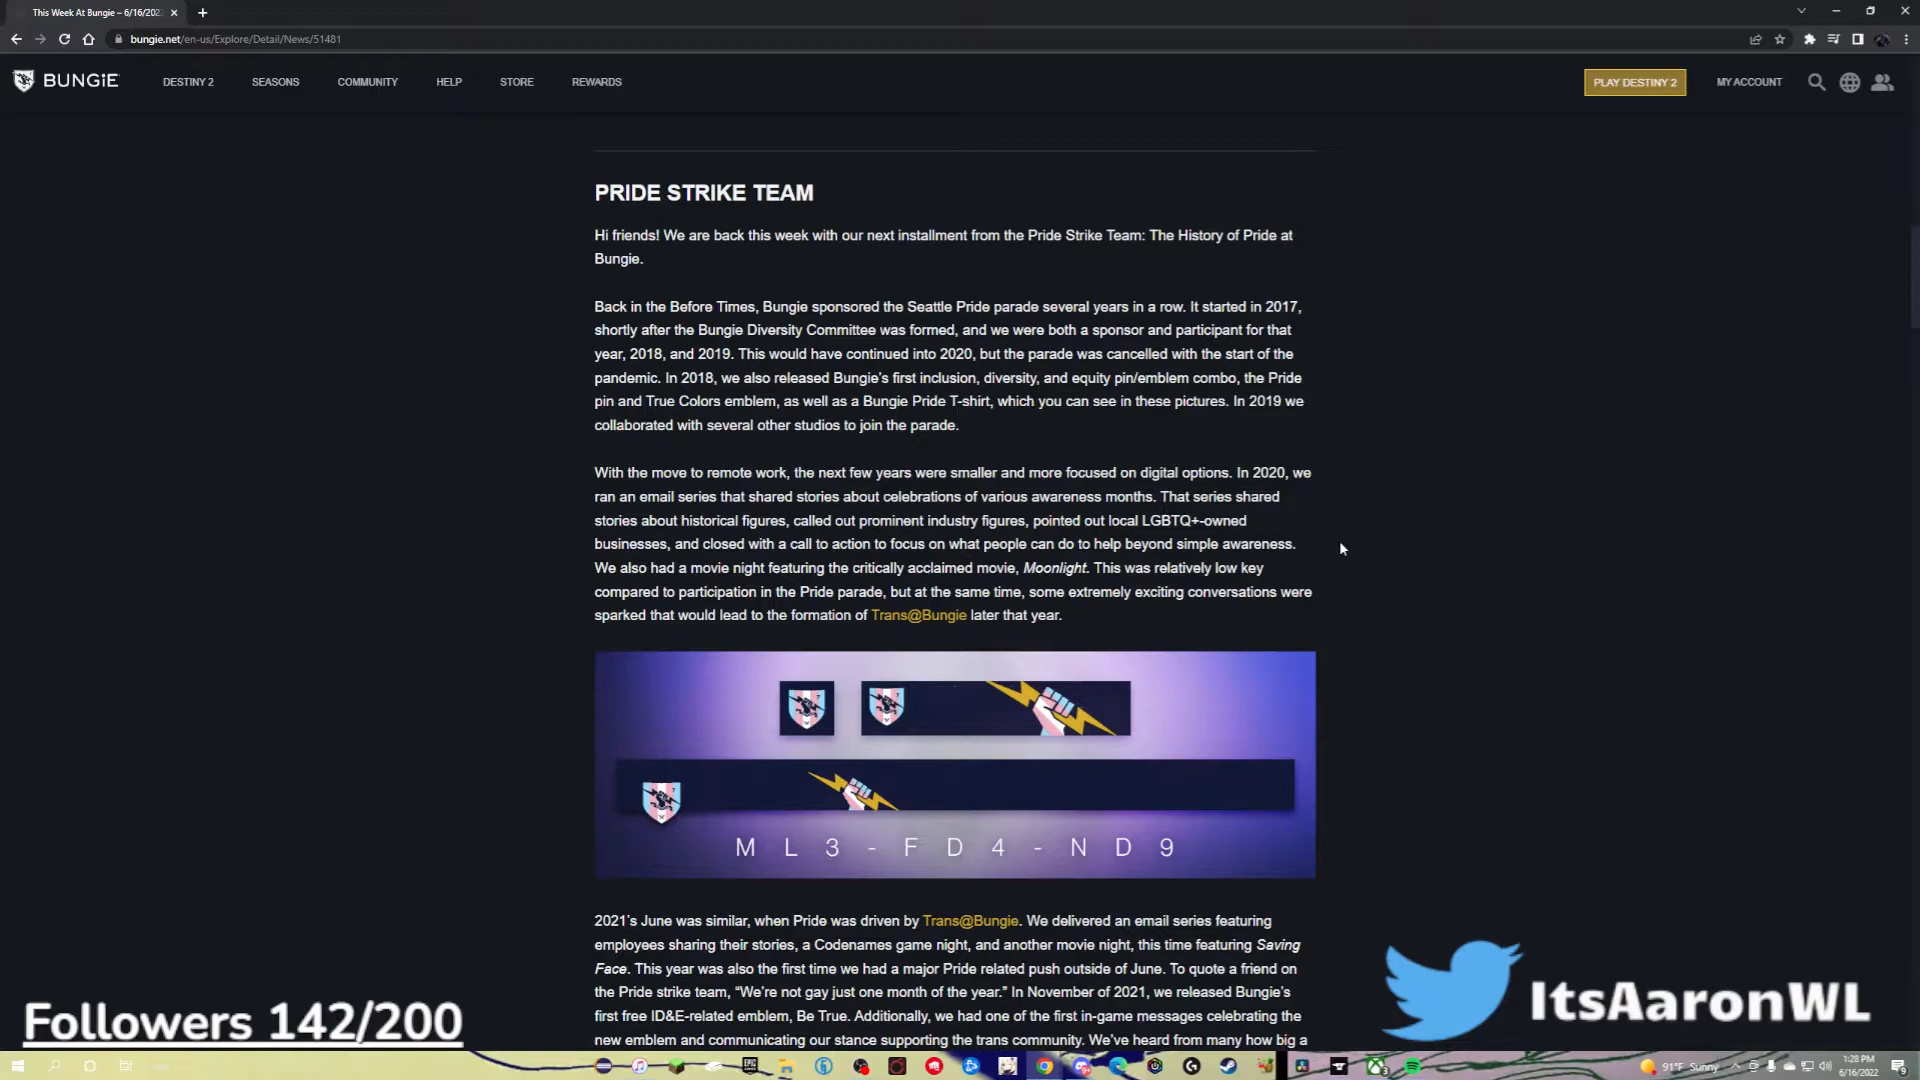 This Week At Bungie – 6/16/202
bungie.net/en-us/Explore/Detail/News/51481
BUNGiE
DESTINY 2
SEASONS
COMMUNITY
HELP
STORE
REWARDS
PLAY DESTINY 2
MY ACCOUNT
PRIDE STRIKE TEAM
Hi friends! We are back this week with our next installment from the Pride Strike Team: The History of Pride at
Bungie.
Back in the Before Times, Bungie sponsored the Seattle Pride parade several years in a row. It started in 2017,
shortly after the Bungie Diversity Committee was formed, and we were both a sponsor and participant for that
year, 2018, and 2019. This would have continued into 2020, but the parade was cancelled with the start of the
pandemic. In 2018, we also released Bungie's first inclusion, diversity, and equity pin/emblem combo, the Pride
pin and True Colors emblem, as well as a Bungie Pride T-shirt, which you can see in these pictures. In 2019 we
collaborated with several other studios to join the parade.
With the move to remote work, the next few years were smaller and more focused on digital options. In 2020, we
ran an email series that shared stories about celebrations of various awareness months. That series shared
stories about historical figures, called out prominent industry figures, pointed out local LGBTQ+-owned
businesses, and closed with a call to action to focus on what people can do to help beyond simple awareness.
We also had a movie night featuring the critically acclaimed movie, Moonlight. This was relatively low key
compared to participation in the Pride parade, but at the same time, some extremely exciting conversations were
sparked that would lead to the formation of Trans@Bungie later that year.
ML3-FD4-ND9
2021's June was similar, when Pride was driven by Trans@Bungie. We delivered an email series featuring
employees sharing their stories, a Codenames game night, and another movie night, this time featuring Saving
Face. This year was also the first time we had a major Pride related push outside of June. To quote a friend on
the Pride strike team, "We're not gay just one month of the year." In November of 2021, we released Bungie's
first free ID&E-related emblem, Be True. Additionally, we had one of the first in-game messages celebrating the
new emblem and communicating our stance supporting the trans community. We've heard from many how big a
Followers 142/200
ItsAaronWL
91°F Sunny
1:28 PM
6/16/2022